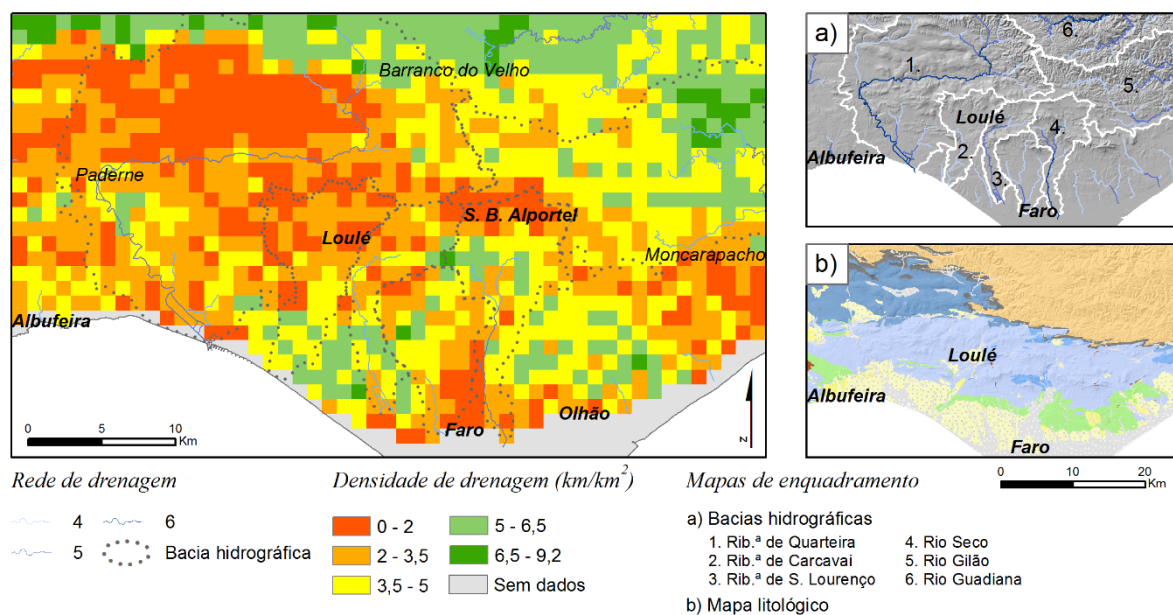 Barranco do Velho
Paderne
S. B. Alportel
Loulé
Moncarapacho
Albufeira
Olhão
Faro
0 5 10
Km
N
a)
6.
1.
5.
Loulé
4.
2.
Albufeira
3.
Faro
b)
Loulé
Albufeira
Faro
0 10 20
Km
Rede de drenagem
4
6
5
Bacia hidrográfica
Densidade de drenagem (km/km²)
0 - 2
2 - 3,5
3,5 - 5
5 - 6,5
6,5 - 9,2
Sem dados
Mapas de enquadramento
a) Bacias hidrográficas
1. Rib.ª de Quarteira
2. Rib.ª de Carcavai
3. Rib.ª de S. Lourenço
4. Rio Seco
5. Rio Gilão
6. Rio Guadiana
b) Mapa litológico